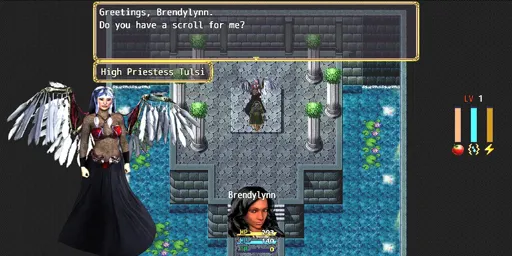 Greetings, Brendylynn.
Do you have a scroll for me?
High Priestess Tulsi
LV 1
Brendylynn